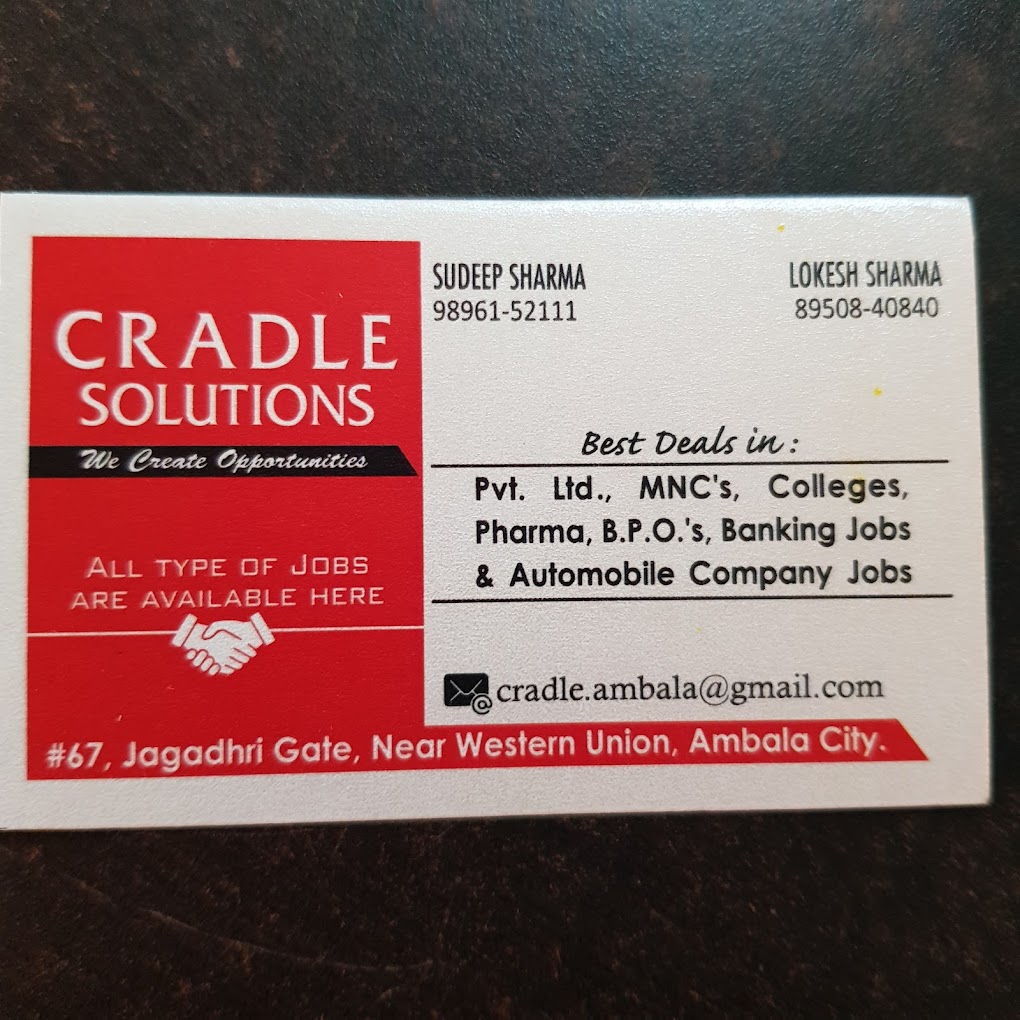 CRADLE
SOLUTIONS
We Create Opportunities
ALL TYPE OF JOBS
ARE AVAILABLE HERE
SUDEEP SHARMA
98961-52111
LOKESH SHARMA
89508-40840
Best Deals in :
Pvt. Ltd., MNC's, Colleges,
Pharma, B.P.O.'s, Banking Jobs
& Automobile Company Jobs
cradle.ambala@gmail.com
#67, Jagadhri Gate, Near Western Union, Ambala City.